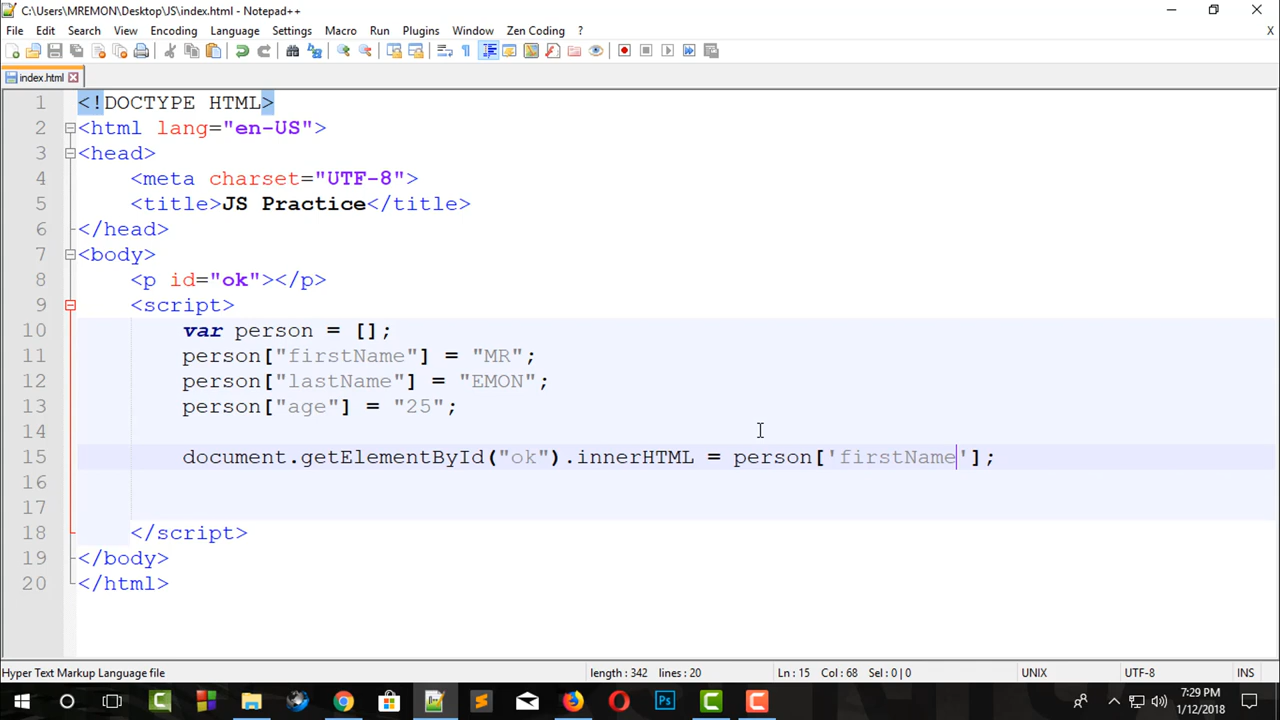 C:\Users\MREMON\Desktop\JS\index.html - Notepad++
File Edit Search View Encoding Language Settings Macro Run Plugins Window Zen Coding ? X
index.html
1 <!DOCTYPE HTML>
2 <html lang="en-US">
3 <head>
4 <meta charset="UTF-8">
5 <title>JS Practice</title>
6 </head>
7 <body>
8 <p id="ok"></p>
9 <script>
10 var person = [];
11 person["firstName"] = "MR";
12 person["lastName"] = "EMON";
13 person["age"] = "25";
14
15 document.getElementById("ok").innerHTML = person['firstName'];
16
17
18 </script>
19 </body>
20 </html>
Hyper Text Markup Language file length : 342 lines : 20 Ln : 15 Col : 68 Sel : 0 | 0 UNIX UTF-8 INS
Ps 7:29 PM
1/12/2018